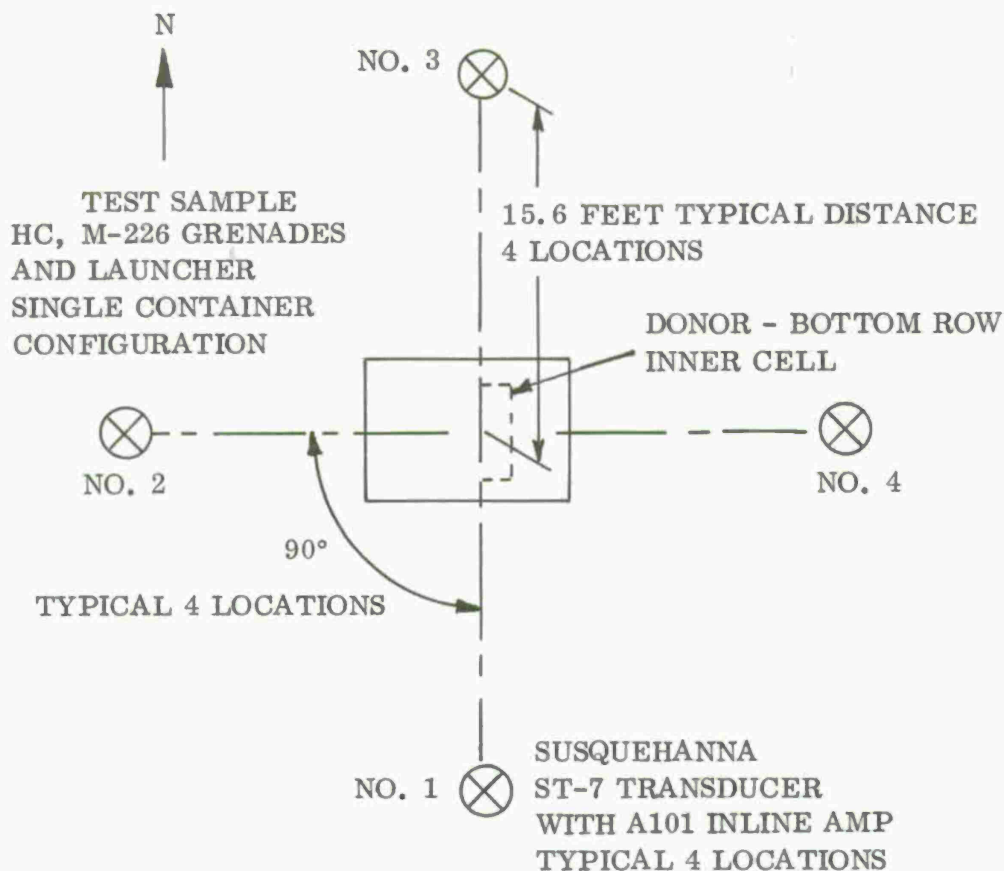 N
NO. 3
TEST SAMPLE
HC, M-226 GRENADES
AND LAUNCHER
SINGLE CONTAINER
CONFIGURATION
15.6 FEET TYPICAL DISTANCE
4 LOCATIONS
DONOR - BOTTOM ROW
INNER CELL
NO. 2
NO. 4
90°
TYPICAL 4 LOCATIONS
NO. 1
SUSQUEHANNA
ST-7 TRANSDUCER
WITH A101 INLINE AMP
TYPICAL 4 LOCATIONS